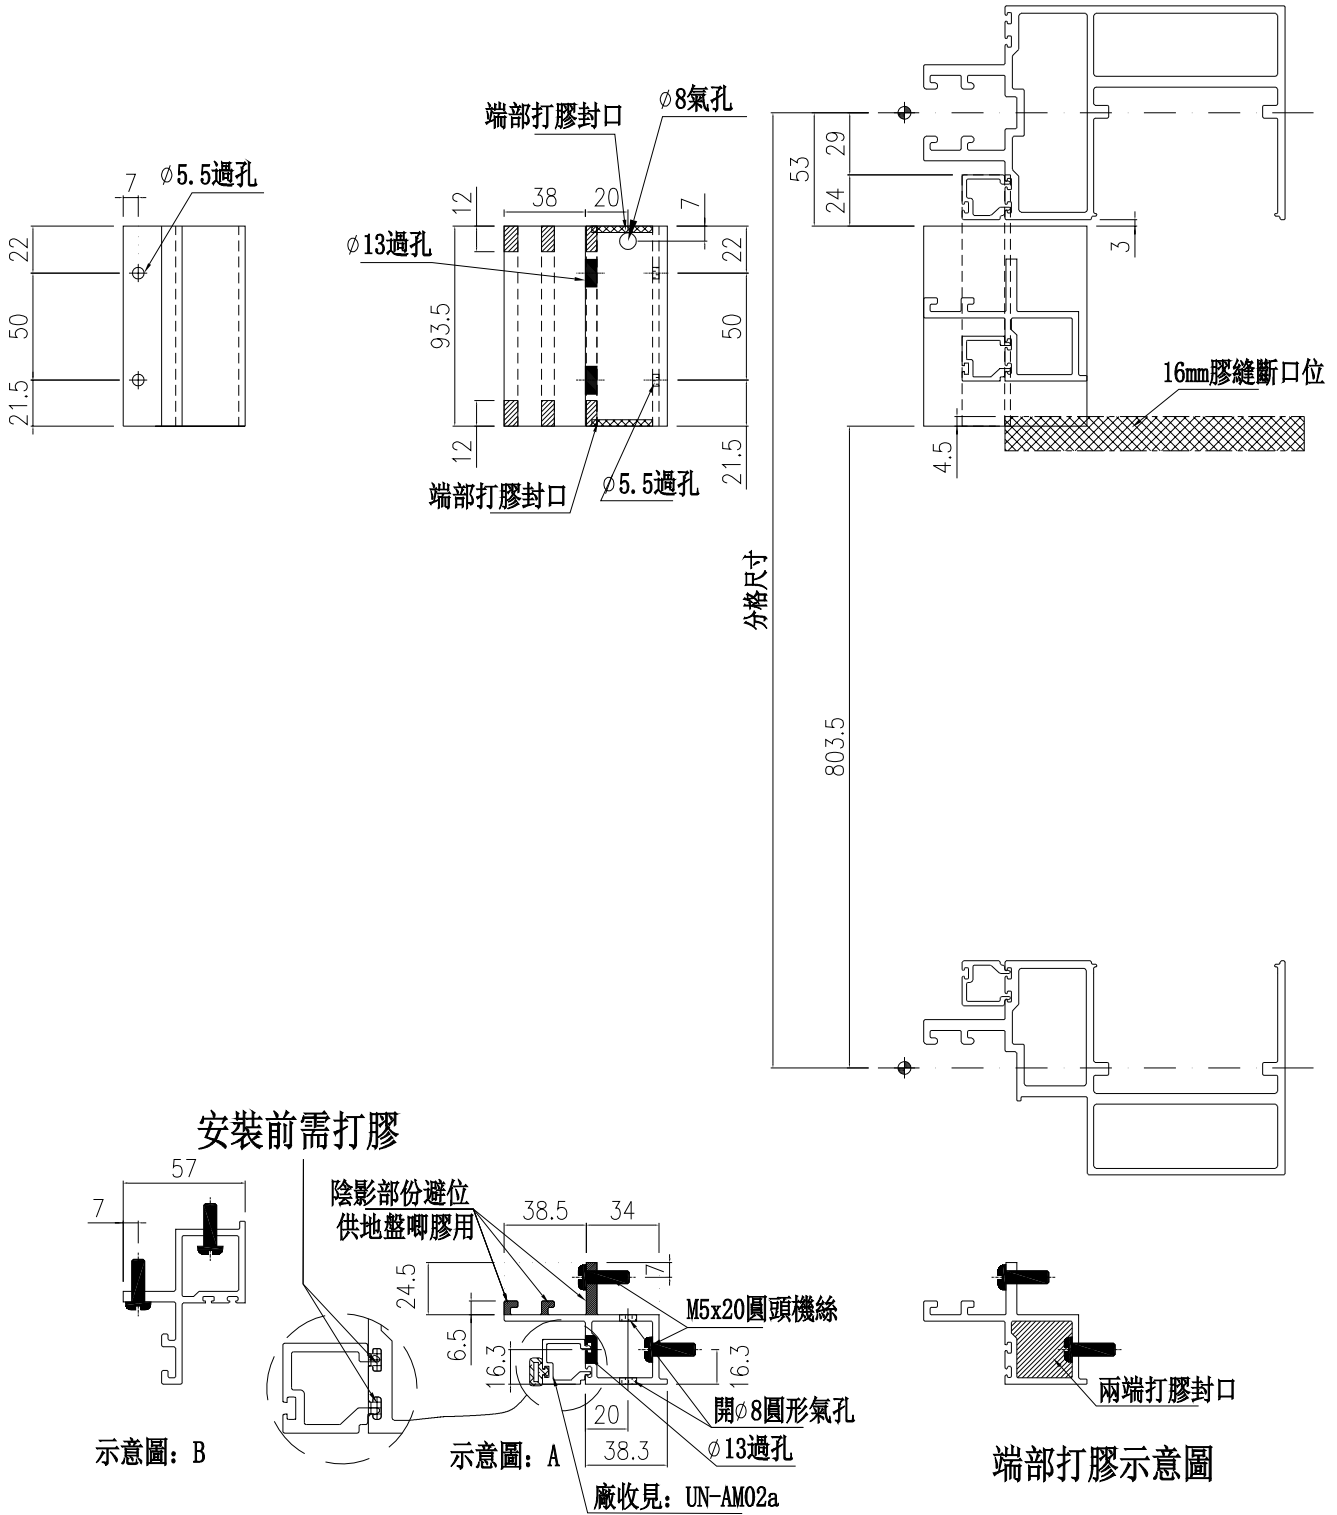 ∅8氣孔
端部打膠封口
7
∅5.5過孔
22
50
21.5
12
38
20
7
∅13過孔
93.5
12
22
50
21.5
端部打膠封口
∅5.5過孔
53
29
24
3
16mm膠縫斷口位
4.5
分格尺寸
803.5
安裝前需打膠
57
7
示意圖: B
陰影部份避位
供地盤唧膠用
38.5
34
24.5
7
6.5
16.3
M5x20圓頭機絲
16.3
開∅8圓形氣孔
20
38.3
∅13過孔
示意圖: A
廠收見: UN-AM02a
兩端打膠封口
端部打膠示意圖